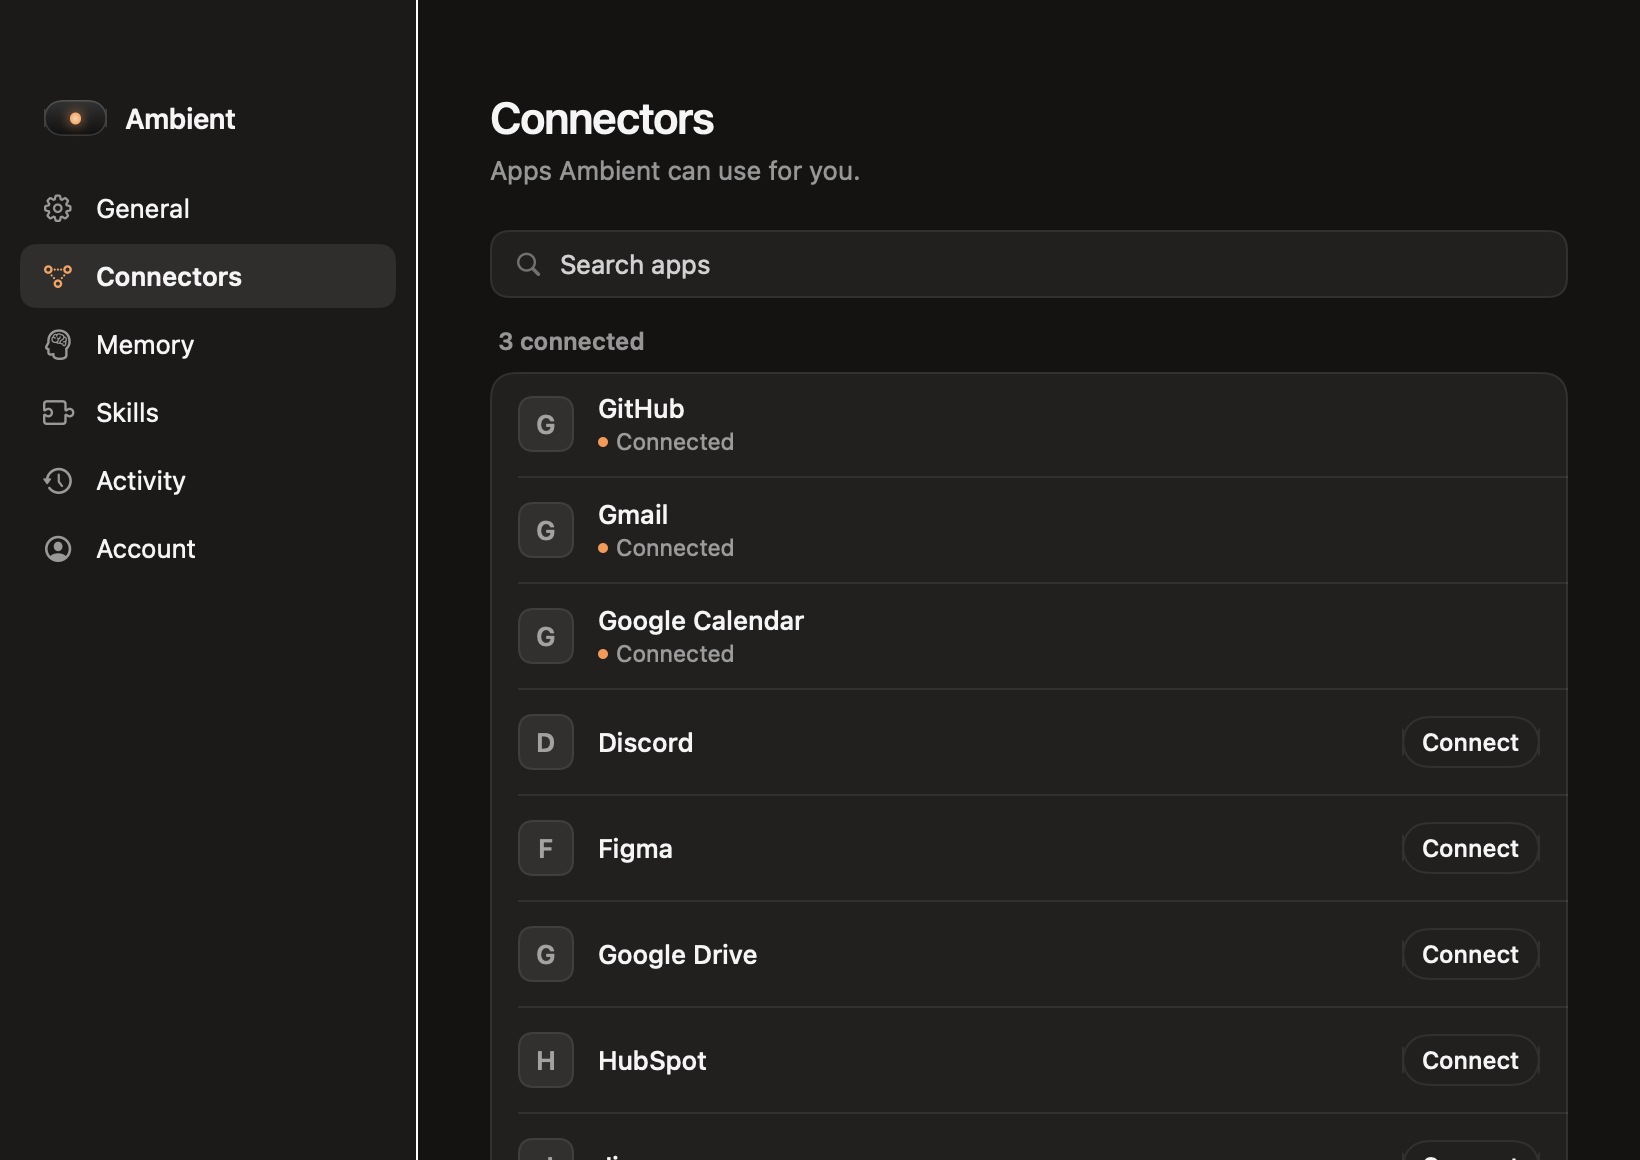 Ambient
General
Connectors
Memory
Skills
Activity
Account
Connectors
Apps Ambient can use for you.
Search apps
3 connected
G
GitHub
Connected
G
Gmail
Connected
G
Google Calendar
Connected
D
Discord
Connect
F
Figma
Connect
G
Google Drive
Connect
H
HubSpot
Connect